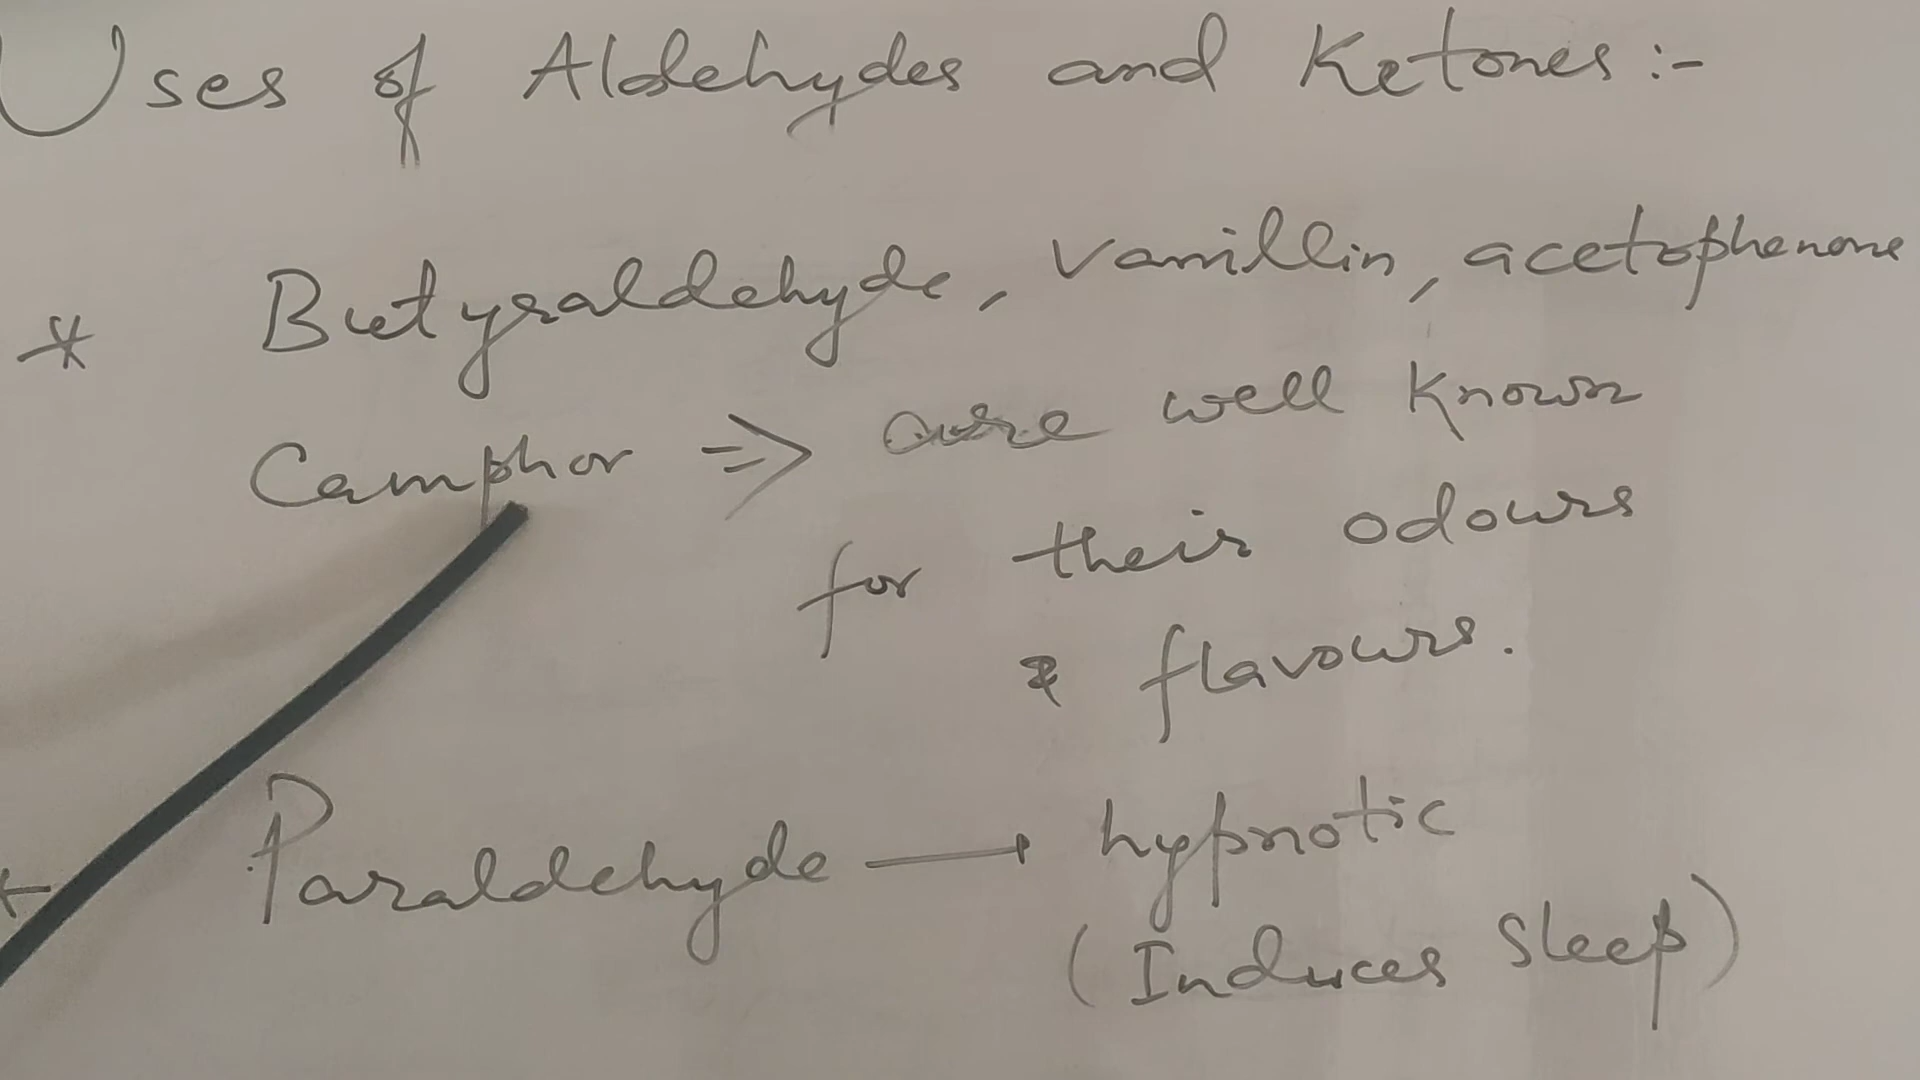 Uses of Aldehydes and Ketones :-
* Butyraldehyde, vanillin, acetophenone
Camphor ⇒ are well known
for their odours
& flavours.
* Paraldehyde → hypnotic
(Induces sleep)